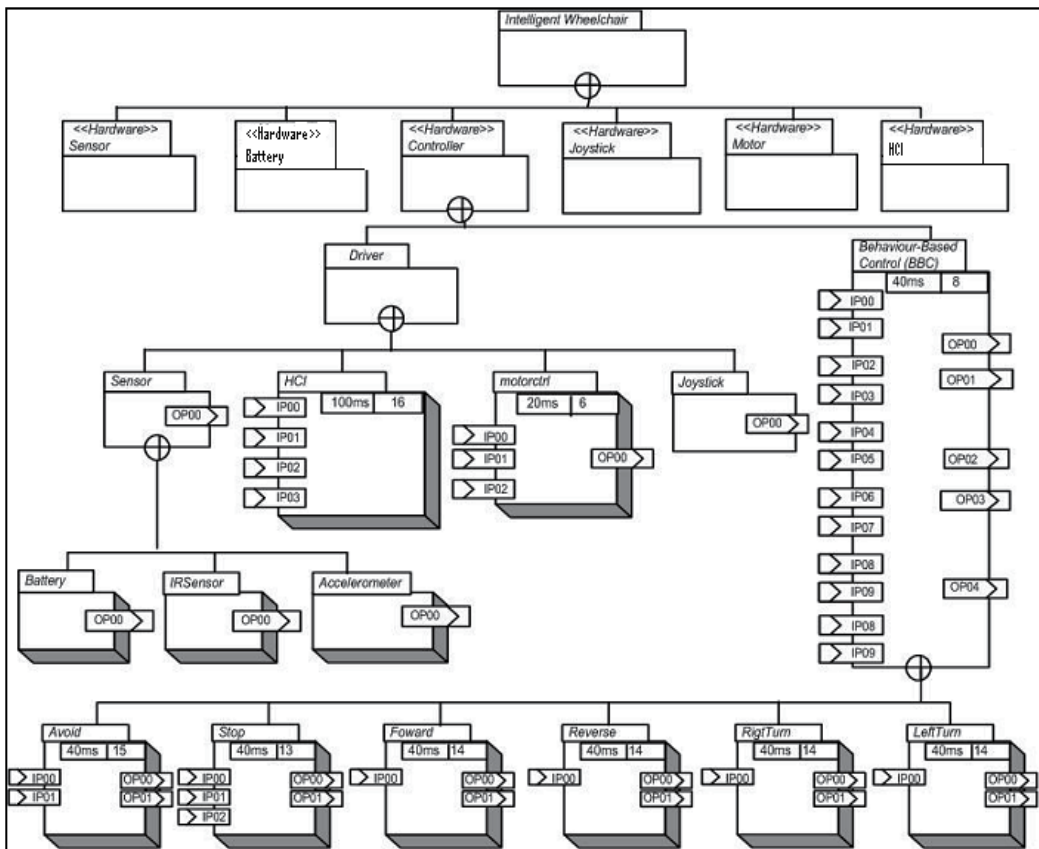 Intelligent Wheelchair
<<Hardware>>
Sensor
<<Hardware>>
Battery
<<Hardware>>
Controller
<<Hardware>>
Joystick
<<Hardware>>
Motor
<<Hardware>>
HCI
Driver
Behaviour-Based
Control (BBC)
40ms 8
IP00
IP01
IP02
IP03
IP04
IP05
IP06
IP07
IP08
IP09
IP08
IP09
OP00
OP01
OP02
OP03
OP04
Sensor
OP00
HCI
100ms 16
IP00
IP01
IP02
IP03
motorctrl
20ms 6
IP00
IP01
IP02
OP00
Joystick
OP00
Battery
OP00
IRSensor
OP00
Accelerometer
OP00
Avoid
40ms 15
IP00
IP01
OP00
OP01
Stop
40ms 13
IP00
IP01
IP02
OP00
OP01
Foward
40ms 14
IP00
OP00
OP01
Reverse
40ms 14
IP00
OP00
OP01
RigtTurn
40ms 14
IP00
OP00
OP01
LeftTurn
40ms 14
IP00
OP00
OP01